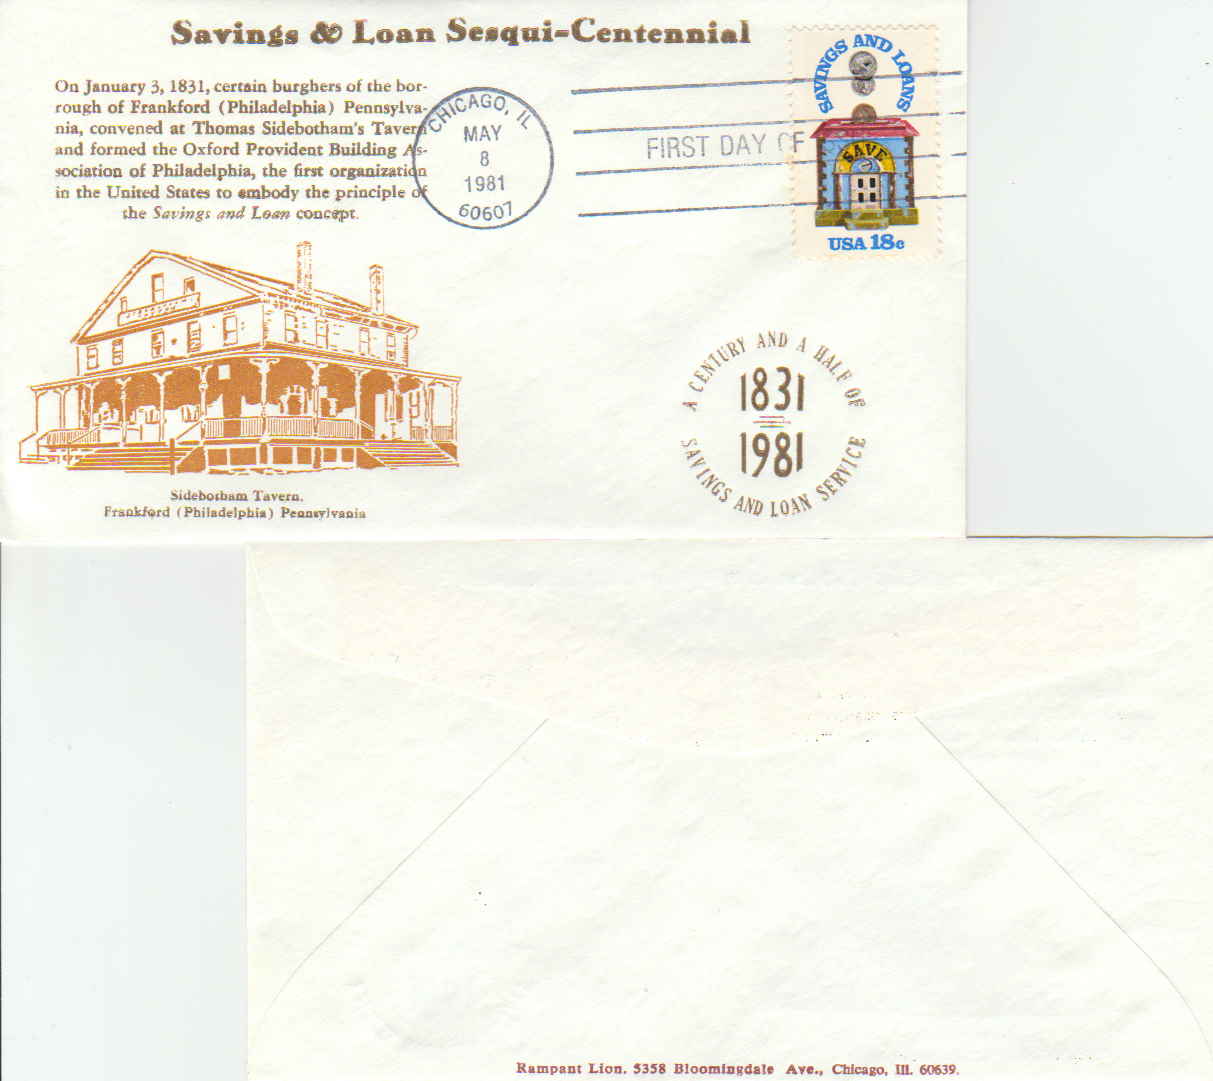 Savings & Loan Sesqui-Centennial
On January 3, 1831, certain burghers of the bor-
rough of Frankford (Philadelphia) Pennsylva-
nia, convened at Thomas Sidebotham's Tavern
and formed the Oxford Provident Building As-
sociation of Philadelphia, the first organization
in the United States to embody the principle of
the Savings and Loan concept.
CHICAGO, IL
MAY
8
1981
60607
FIRST DAY OF
SAVINGS AND LOANS
SAVE
USA 18c
A CENTURY AND A HALF OF
1831
1981
SAVINGS AND LOAN SERVICE
Sidebotham Tavern,
Frankford (Philadelphia) Pennsylvania
Rampant Lion, 5358 Bloomingdale Ave., Chicago, Ill. 60639.